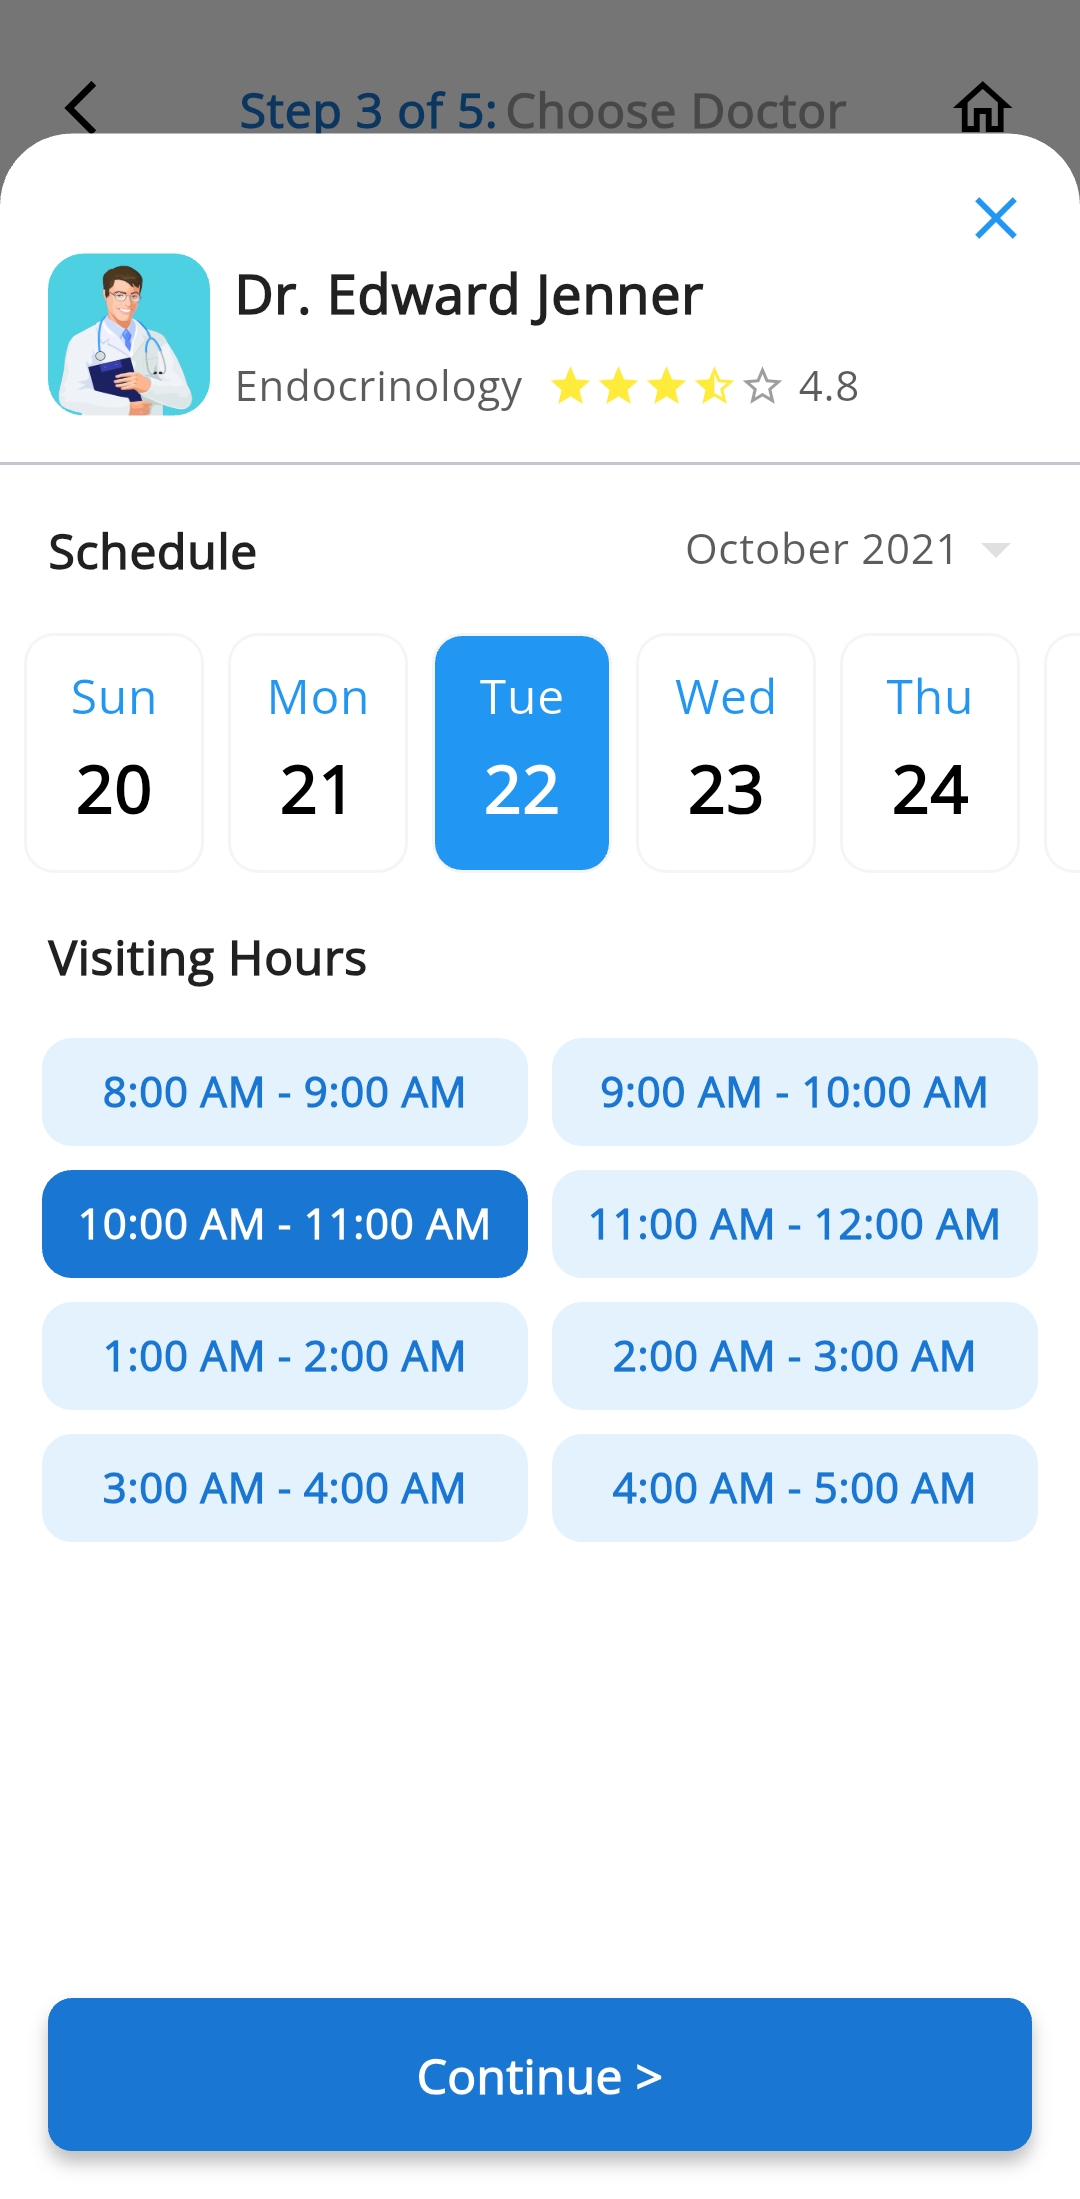 Step 3 of 5: Choose Doctor
Dr. Edward Jenner
Endocrinology 4.8
Schedule
October 2021
Sun Mon Tue Wed Thu
20 21 22 23 24
Visiting Hours
8:00 AM - 9:00 AM 9:00 AM - 10:00 AM
10:00 AM - 11:00 AM 11:00 AM - 12:00 AM
1:00 AM - 2:00 AM 2:00 AM - 3:00 AM
3:00 AM - 4:00 AM 4:00 AM - 5:00 AM
Continue >